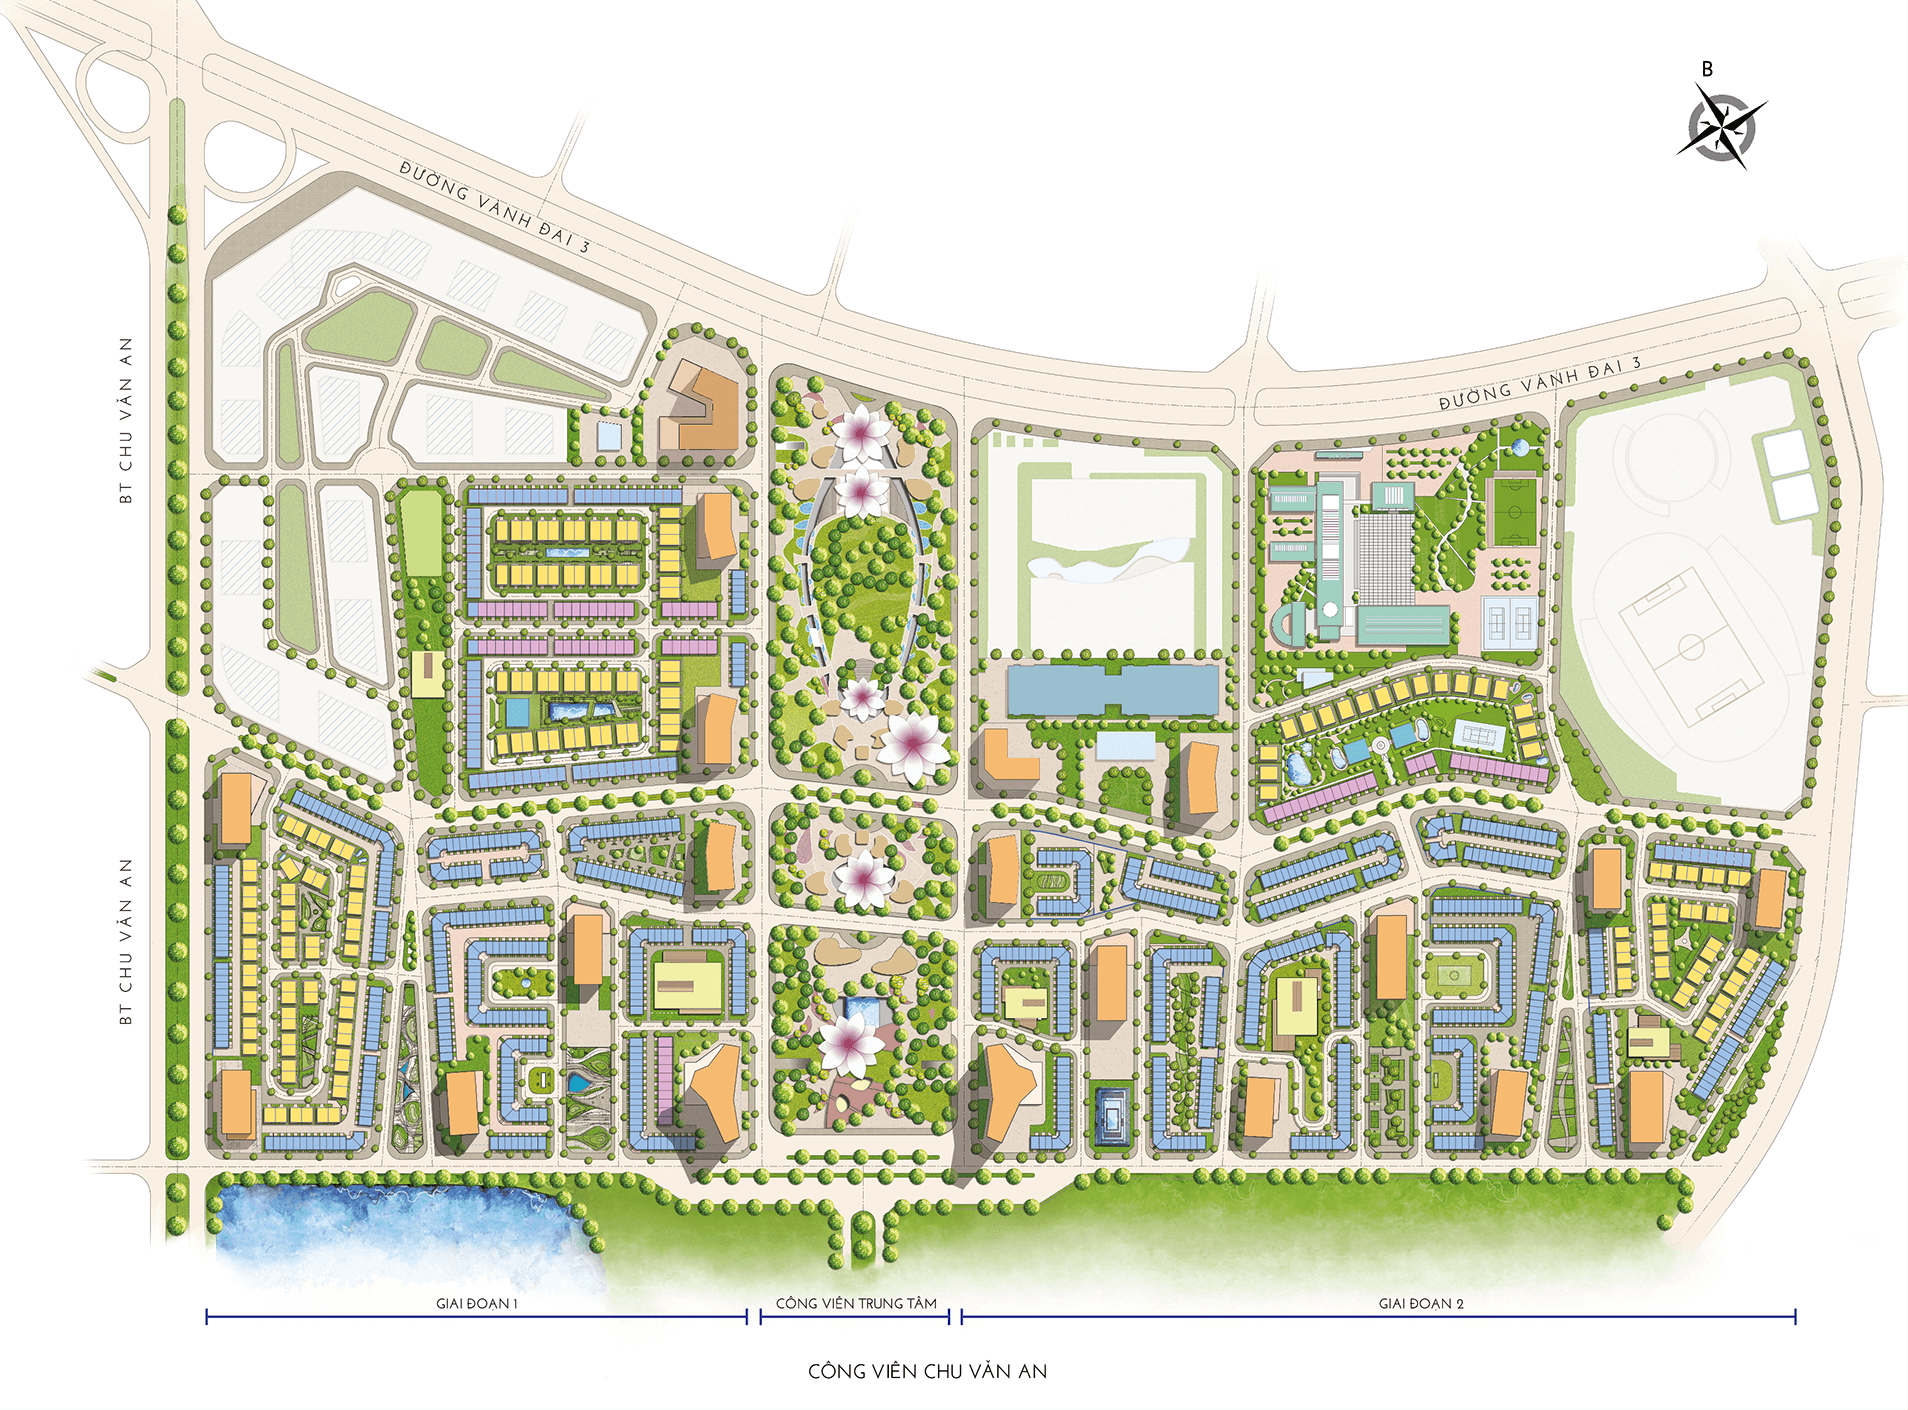 B
ĐƯỜNG VÀNH ĐAI 3
ĐƯỜNG VÀNH ĐAI 3
BT CHU VĂN AN
BT CHU VĂN AN
GIAI ĐOẠN 1
CÔNG VIÊN TRUNG TÂM
GIAI ĐOẠN 2
CÔNG VIÊN CHU VĂN AN